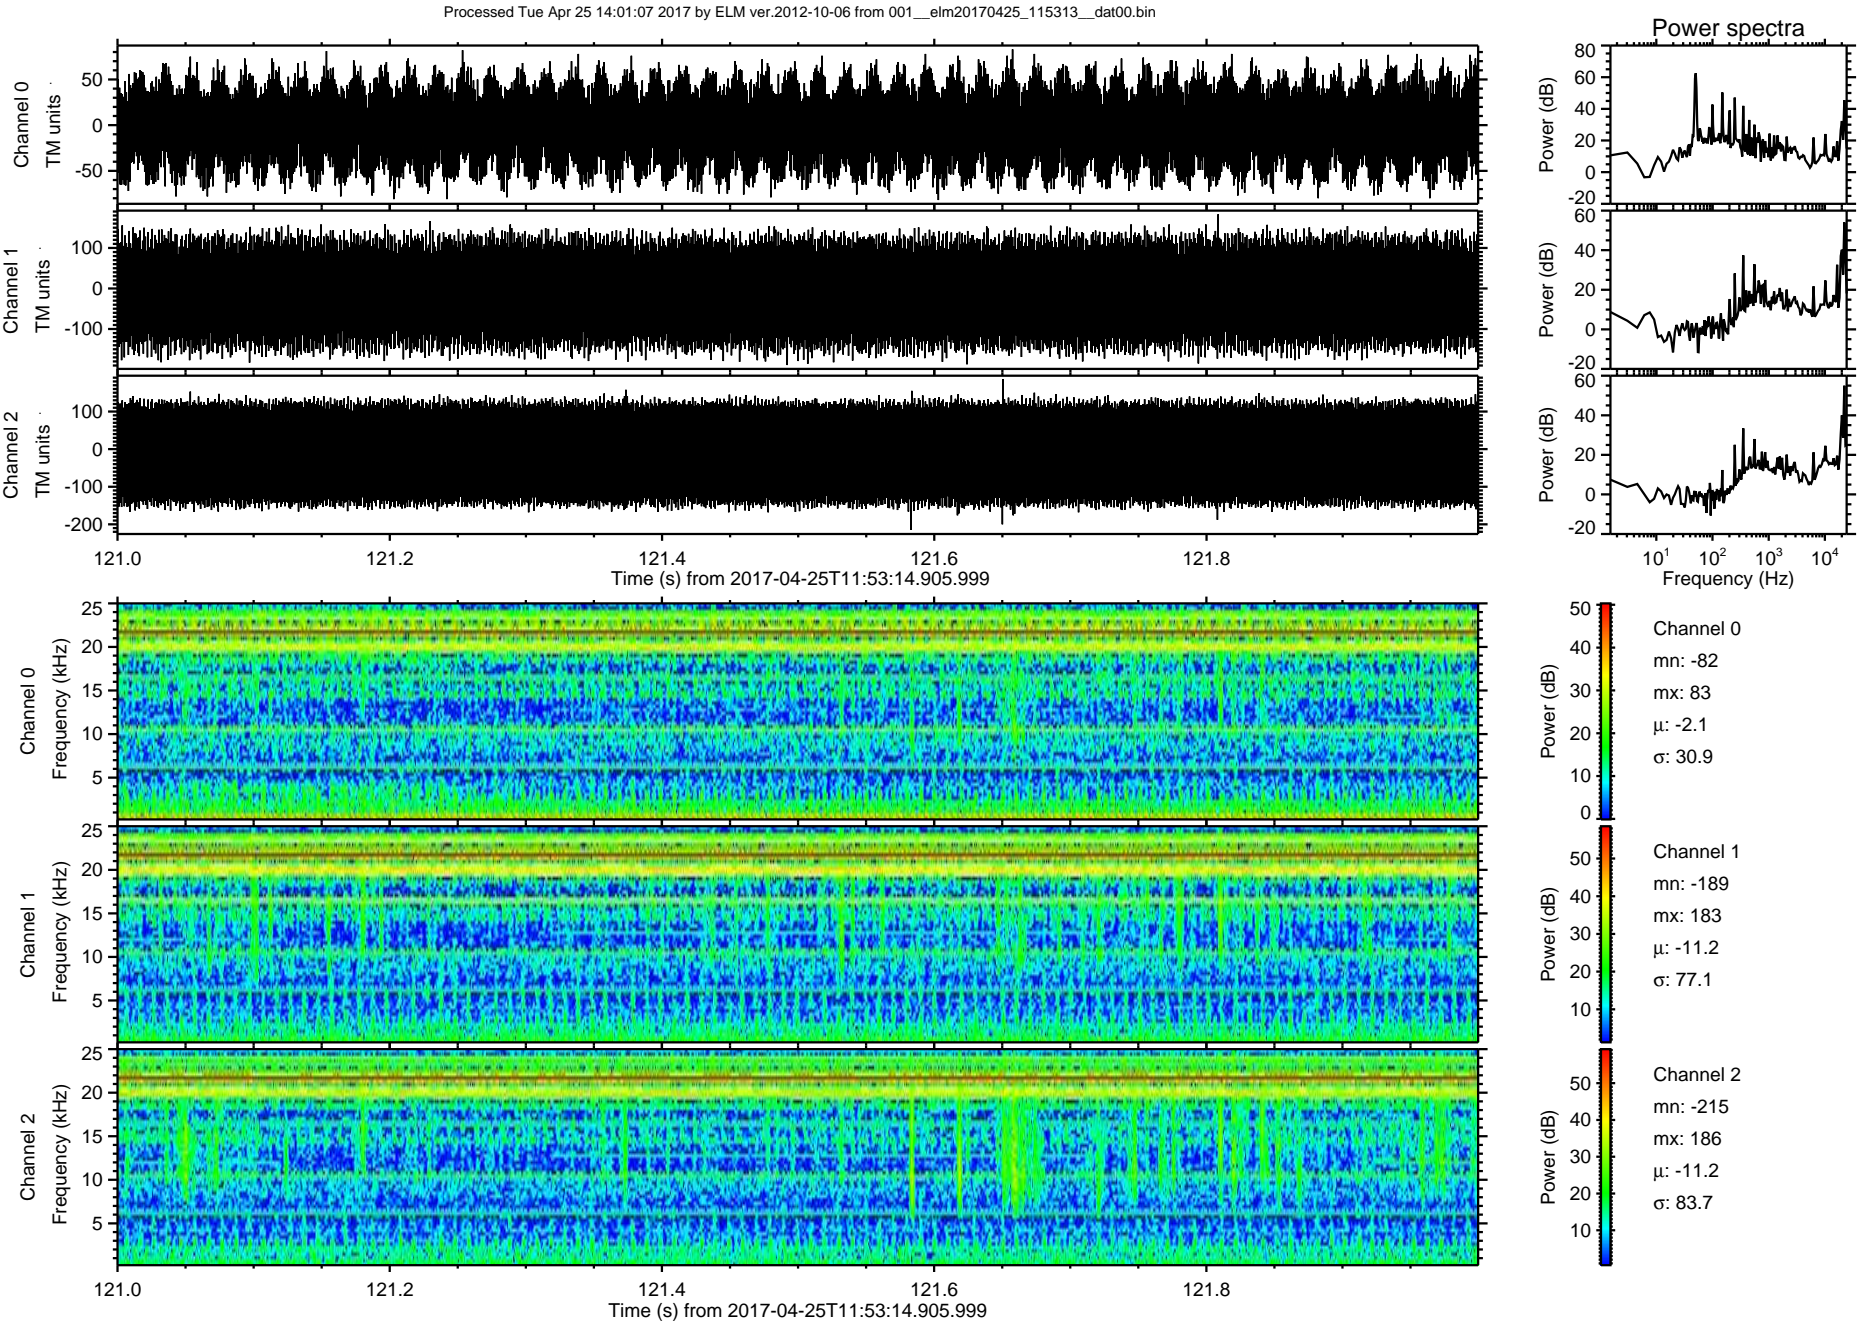 Processed Tue Apr 25 14:01:07 2017 by ELM ver.2012-10-06 from 001__elm20170425_115313__dat00.bin
Power spectra
Channel 0
TM units
50
0
-50
Power (dB)
80
60
40
20
0
-20
Channel 1
TM units
100
0
-100
Power (dB)
60
40
20
0
-20
Channel 2
TM units
100
0
-100
-200
Power (dB)
60
40
20
0
-20
121.0 121.2 121.4 121.6 121.8
Time (s) from 2017-04-25T11:53:14.905.999
10^1 10^2 10^3 10^4
Frequency (Hz)
Channel 0
Frequency (kHz)
25
20
15
10
5
Power (dB)
50
40
30
20
10
0
Channel 0
mn: -82
mx: 83
μ: -2.1
σ: 30.9
Channel 1
Frequency (kHz)
25
20
15
10
5
Power (dB)
50
40
30
20
10
Channel 1
mn: -189
mx: 183
μ: -11.2
σ: 77.1
Channel 2
Frequency (kHz)
25
20
15
10
5
Power (dB)
50
40
30
20
10
Channel 2
mn: -215
mx: 186
μ: -11.2
σ: 83.7
121.0 121.2 121.4 121.6 121.8
Time (s) from 2017-04-25T11:53:14.905.999